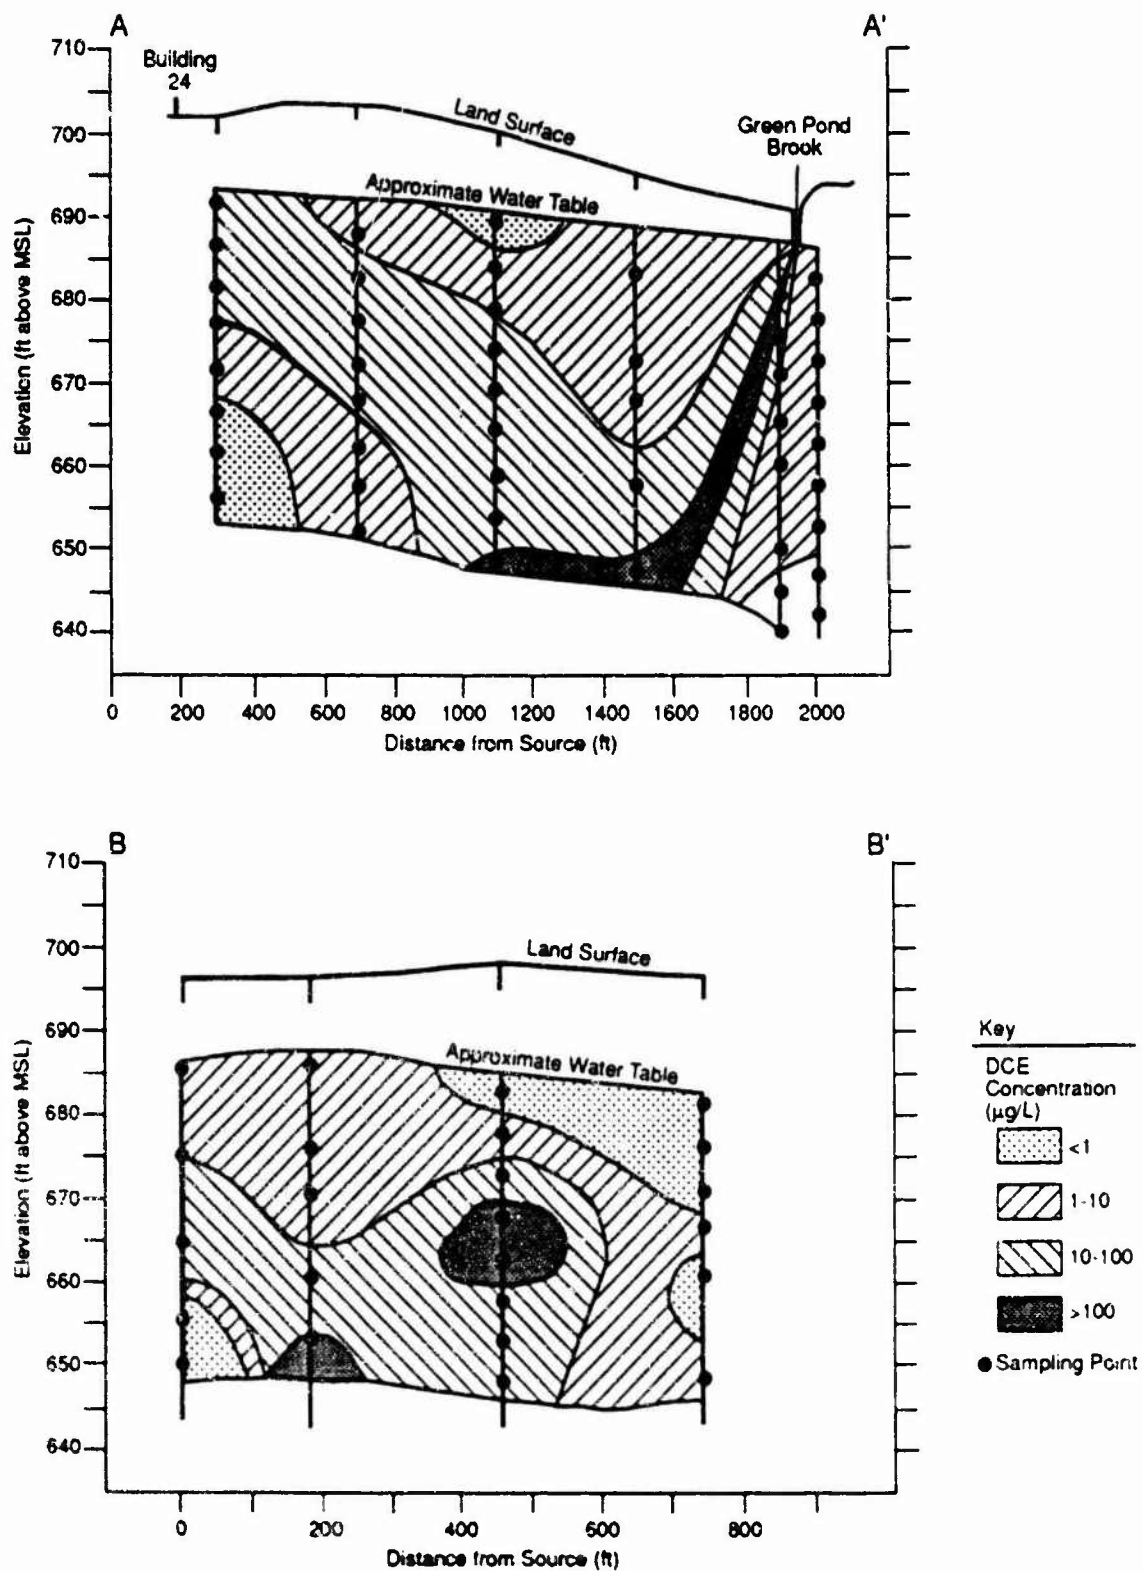 A
A'
710
700
690
680
670
660
650
640
Elevation (ft above MSL)
Building
24
Land Surface
Green Pond
Brook
Approximate Water Table
0 200 400 600 800 1000 1200 1400 1600 1800 2000
Distance from Source (ft)
B
B'
710
700
690
680
670
660
650
640
Elevation (ft above MSL)
Land Surface
Approximate Water Table
0 200 400 600 800
Distance from Source (ft)
Key
DCE
Concentration
(µg/L)
<1
1-10
10-100
>100
Sampling Point